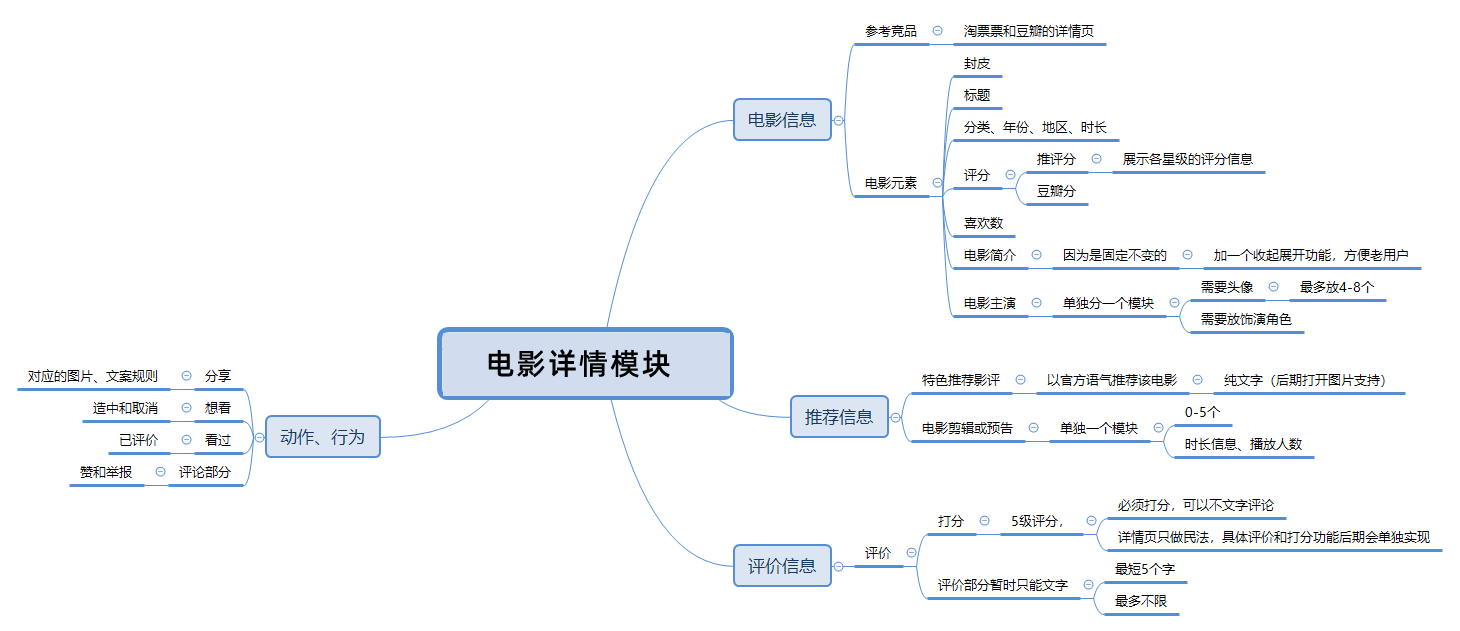 电影详情模块
电影信息
参考竞品
淘票票和豆瓣的详情页
电影元素
封皮
标题
分类、年份、地区、时长
评分
推评分
展示各星级的评分信息
豆瓣分
喜欢数
电影简介
因为是固定不变的
加一个收起展开功能，方便老用户
电影主演
单独分一个模块
需要头像
最多放4-8个
需要放饰演角色
推荐信息
特色推荐影评
以官方语气推荐该电影
纯文字（后期打开图片支持）
电影剪辑或预告
单独一个模块
0-5个
时长信息、播放人数
评价信息
评价
打分
5级评分，
必须打分，可以不文字评论
详情页只做民法，具体评价和打分功能后期会单独实现
评价部分暂时只能文字
最短5个字
最多不限
动作、行为
分享
对应的图片、文案规则
想看
造中和取消
看过
已评价
评论部分
赞和举报